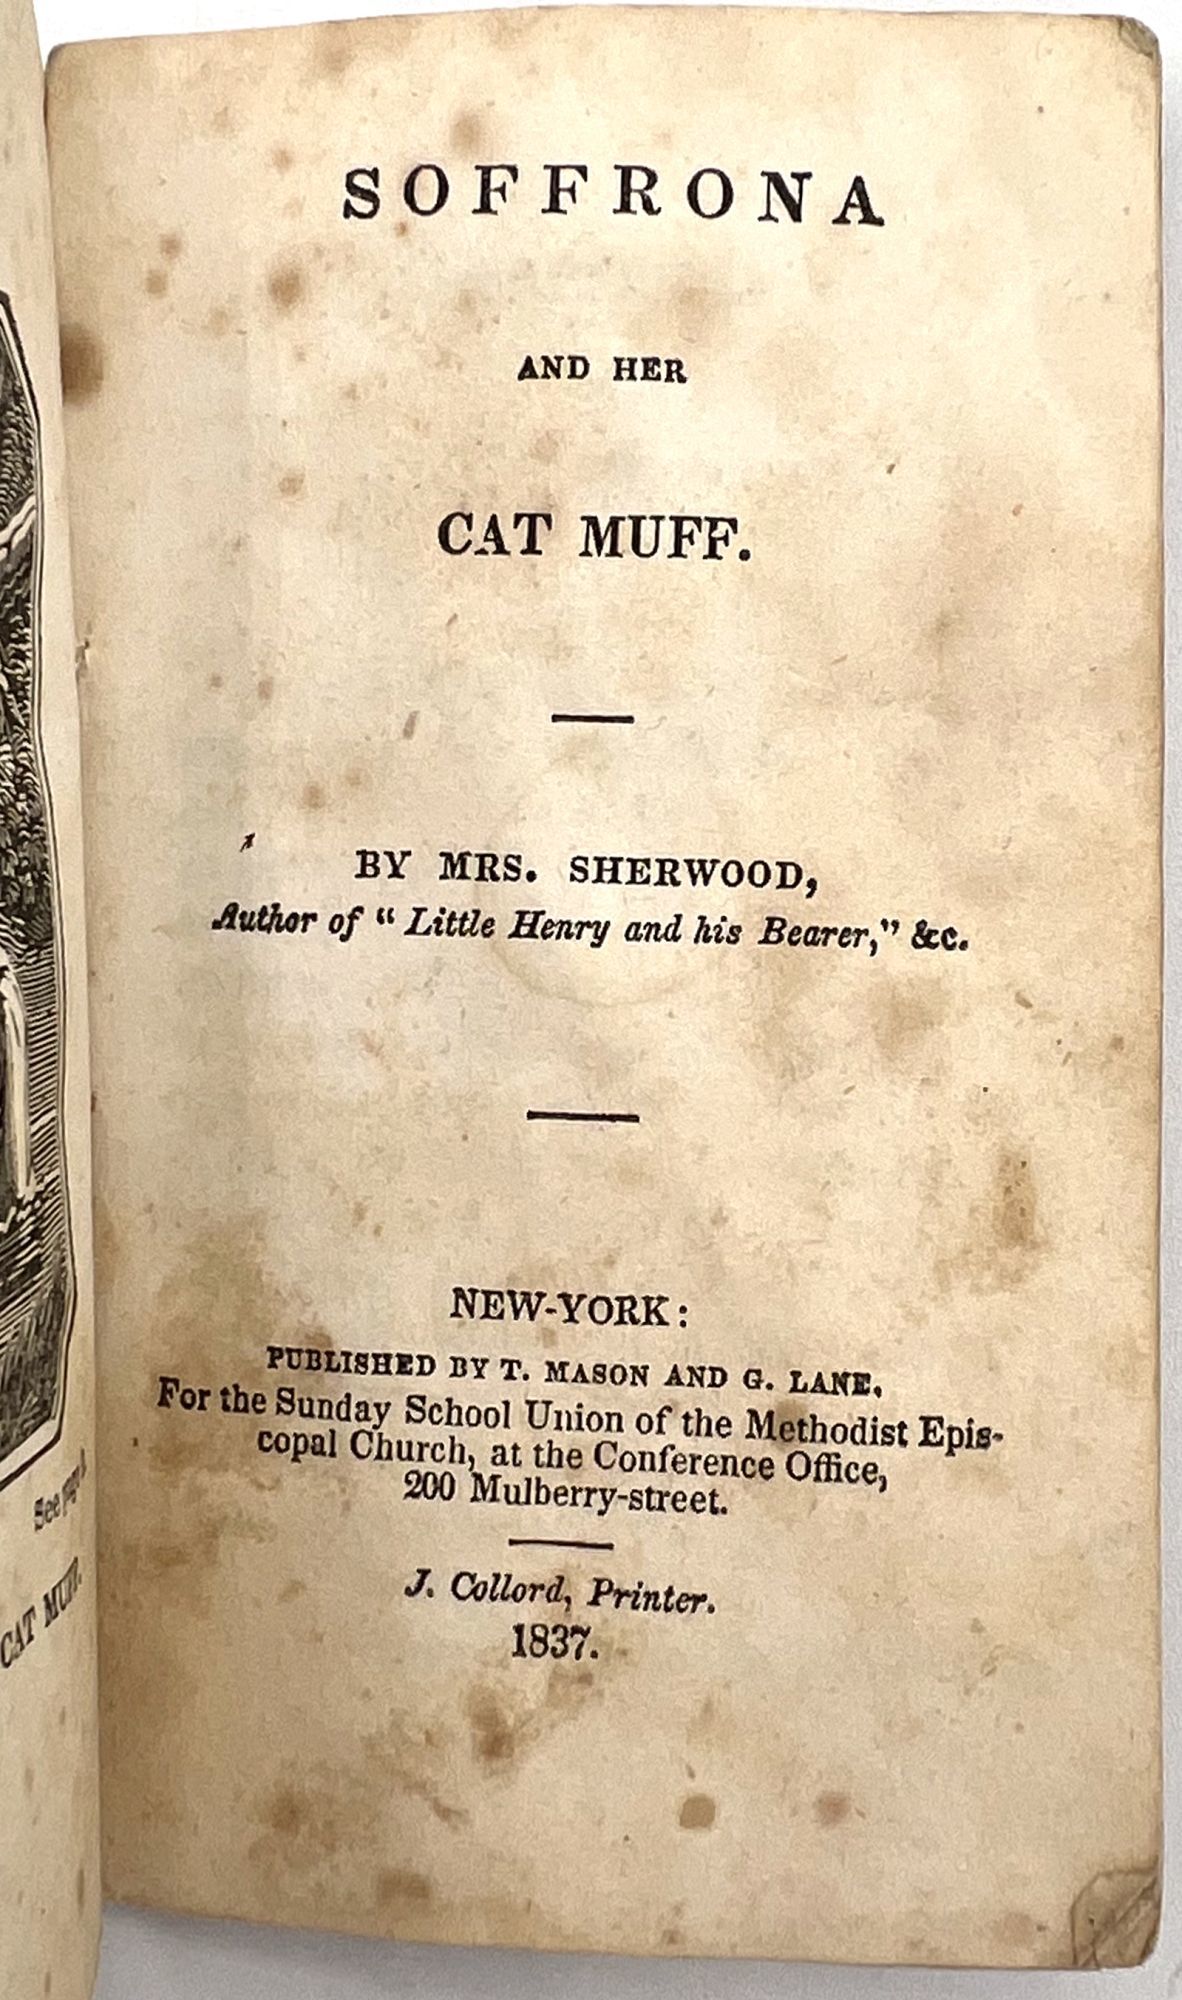 See page
CAT MUFF.
SOFFRONA
AND HER
CAT MUFF.
BY MRS. SHERWOOD,
Author of "Little Henry and his Bearer," &c.
NEW-YORK:
PUBLISHED BY T. MASON AND G. LANE,
For the Sunday School Union of the Methodist Epis-
copal Church, at the Conference Office,
200 Mulberry-street.
J. Collord, Printer.
1837.